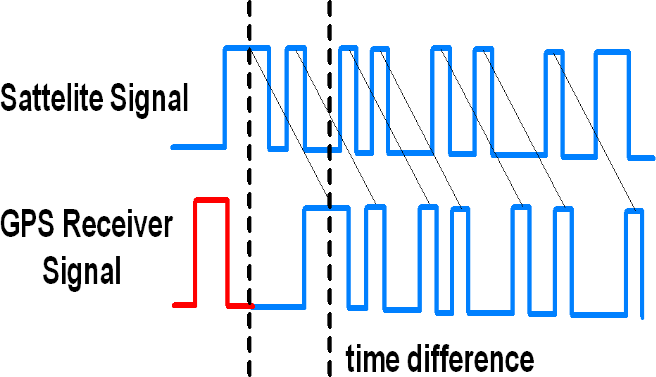 Sattelite Signal
GPS Receiver
Signal
time difference